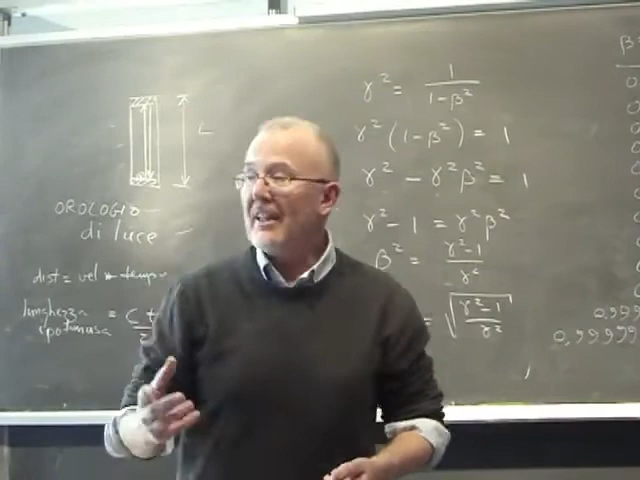 L
OROLOGIO
di luce
dist = vel * tempo
lunghezza = c t
ipotenusa
γ² = 1 / 1-β²
γ² (1-β²) = 1
γ² - γ²β² = 1
γ² - 1 = γ²β²
β² = γ²-1 / γ²
= √ γ²-1 / γ²
β
0,999
0,99999